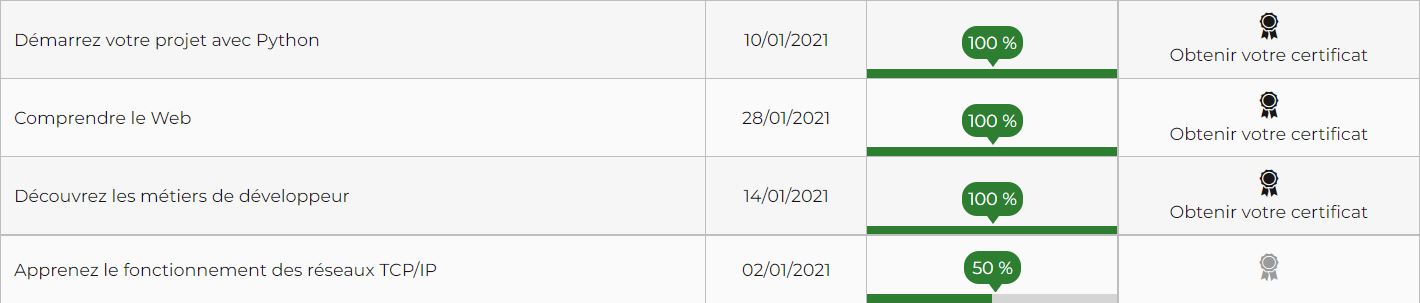 Démarrez votre projet avec Python 10/01/2021 100 % Obtenir votre certificat
Comprendre le Web 28/01/2021 100 % Obtenir votre certificat
Découvrez les métiers de développeur 14/01/2021 100 % Obtenir votre certificat
Apprenez le fonctionnement des réseaux TCP/IP 02/01/2021 50 %